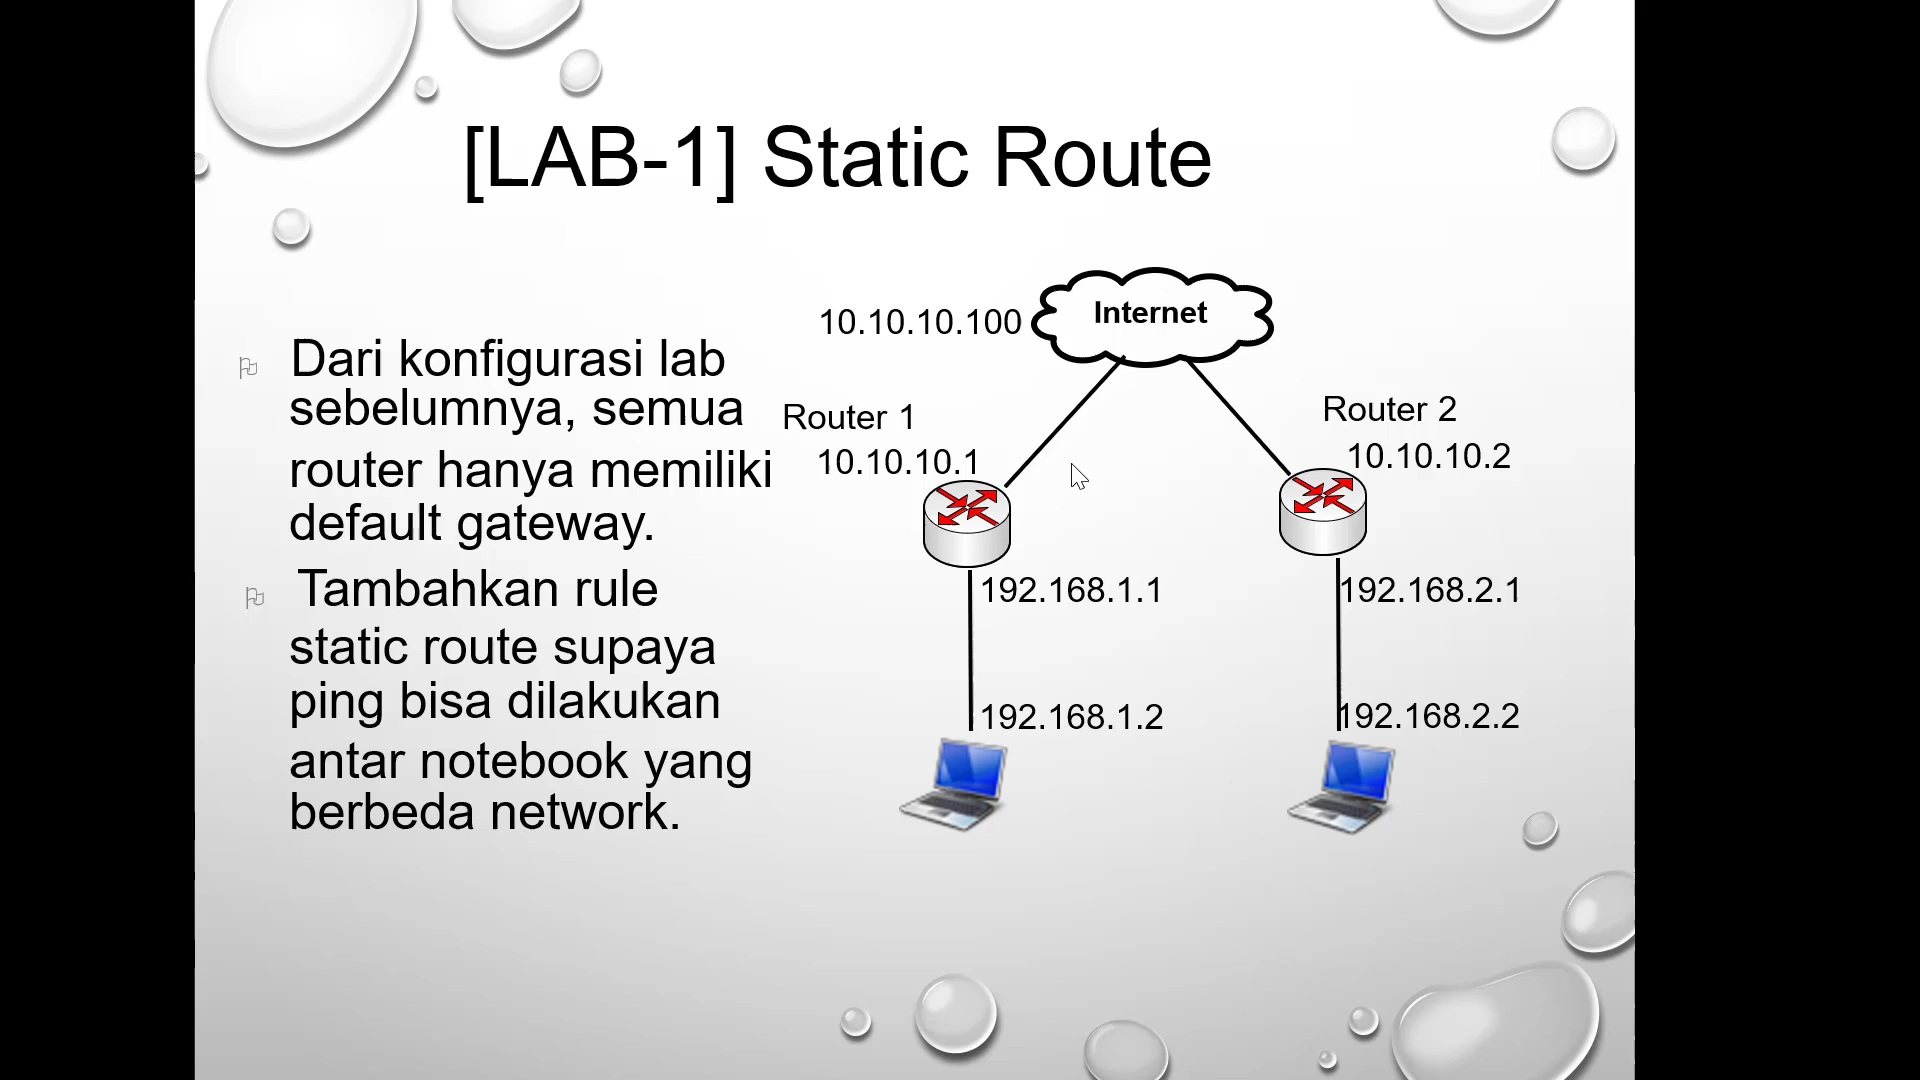 [LAB-1] Static Route
Dari konfigurasi lab
sebelumnya, semua
router hanya memiliki
default gateway.
Tambahkan rule
static route supaya
ping bisa dilakukan
antar notebook yang
berbeda network.
Internet
10.10.10.100
Router 1
10.10.10.1
Router 2
10.10.10.2
192.168.1.1
192.168.2.1
192.168.1.2
192.168.2.2